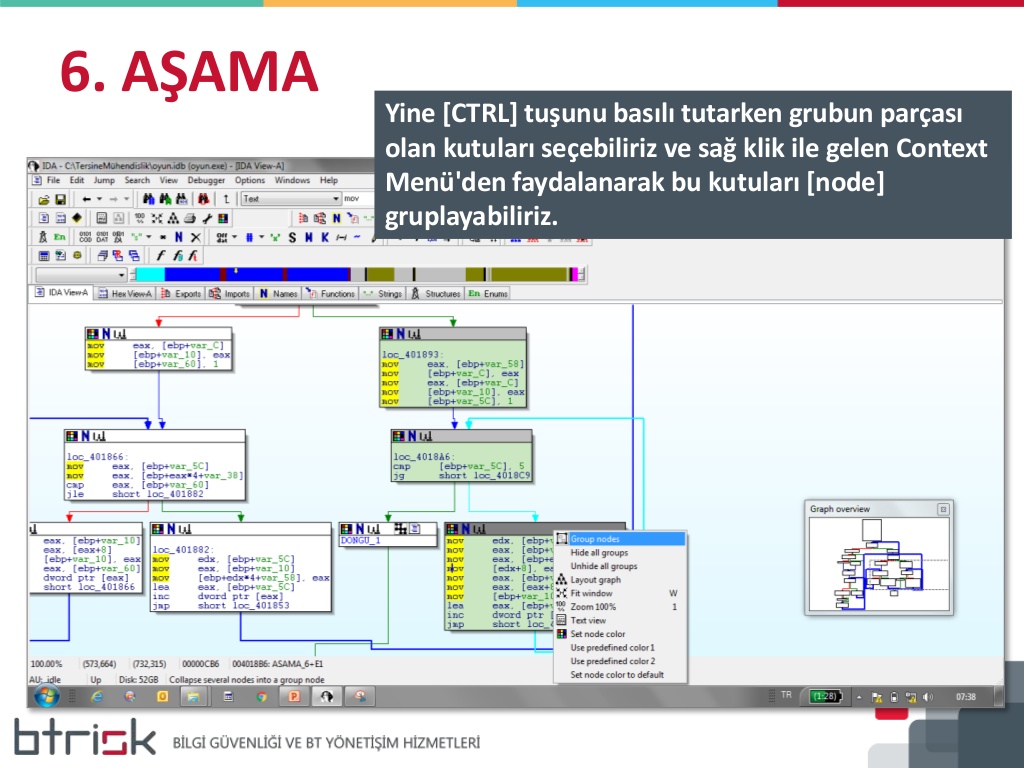 6. AŞAMA
Yine [CTRL] tuşunu basılı tutarken grubun parçası
olan kutuları seçebiliriz ve sağ klik ile gelen Context
Menü'den faydalanarak bu kutuları [node]
gruplayabiliriz.
IDA - C:\TersineMühendislik\oyun.idb (oyun.exe) - [IDA View-A]
File Edit Jump Search View Debugger Options Windows Help
Text mov
IDA View-A Hex View-A Exports Imports N Names Functions Strings Structures En Enums
mov eax, [ebp+var_C]
mov [ebp+var_10], eax
mov [ebp+var_60], 1
loc_401893:
mov eax, [ebp+var_58]
mov [ebp+var_C], eax
mov eax, [ebp+var_C]
mov [ebp+var_10], eax
mov [ebp+var_5C], 1
loc_401866:
mov eax, [ebp+var_5C]
mov eax, [ebp+eax*4+var_38]
cmp eax, [ebp+var_60]
jle short loc_401882
loc_4018A6:
cmp [ebp+var_5C], 5
jg short loc_4018C9
eax, [ebp+var_10]
eax, [eax+8]
[ebp+var_10], eax
eax, [ebp+var_60]
dword ptr [eax]
short loc_401866
loc_401882:
mov edx, [ebp+var_5C]
mov eax, [ebp+var_10]
mov [ebp+edx*4+var_58], eax
lea eax, [ebp+var_5C]
inc dword ptr [eax]
jmp short loc_401853
DONGU_1
mov edx, [ebp+v
mov eax, [ebp+v
mov eax, [ebp+e
mov [edx+8], ea
mov eax, [ebp+v
mov eax, [eax+8
mov [ebp+var_10
lea eax, [ebp+v
inc dword ptr [
jmp short loc_4
Group nodes
Hide all groups
Unhide all groups
Layout graph
Fit window W
Zoom 100% 1
Text view
Set node color
Use predefined color 1
Use predefined color 2
Set node color to default
Graph overview
100.00% (573,664) (732,315) 00000CB6 004018B6: ASAMA_6+E1
AU: idle Up Disk: 52GB Collapse several nodes into a group node
TR (1:28) 07:38
btrisk BİLGİ GÜVENLİĞİ VE BT YÖNETİŞİM HİZMETLERİ